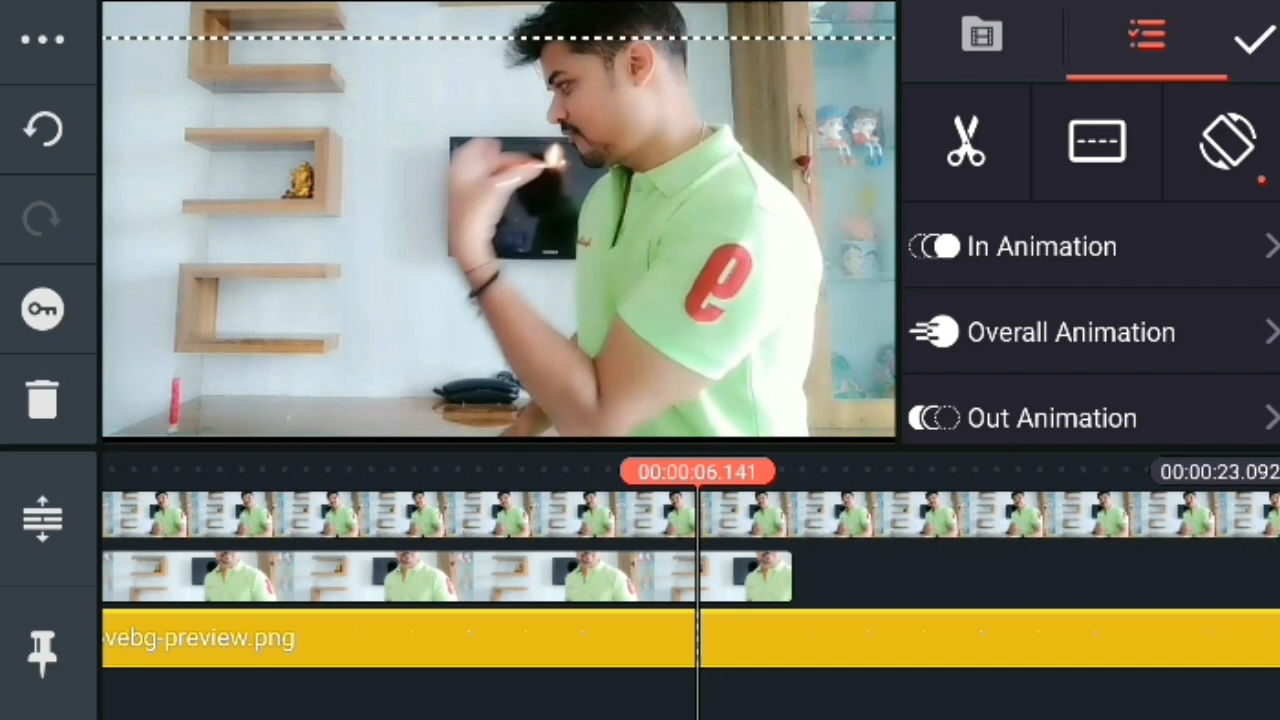 In Animation
Overall Animation
Out Animation
00:00:06.141
00:00:23.092
vebg-preview.png